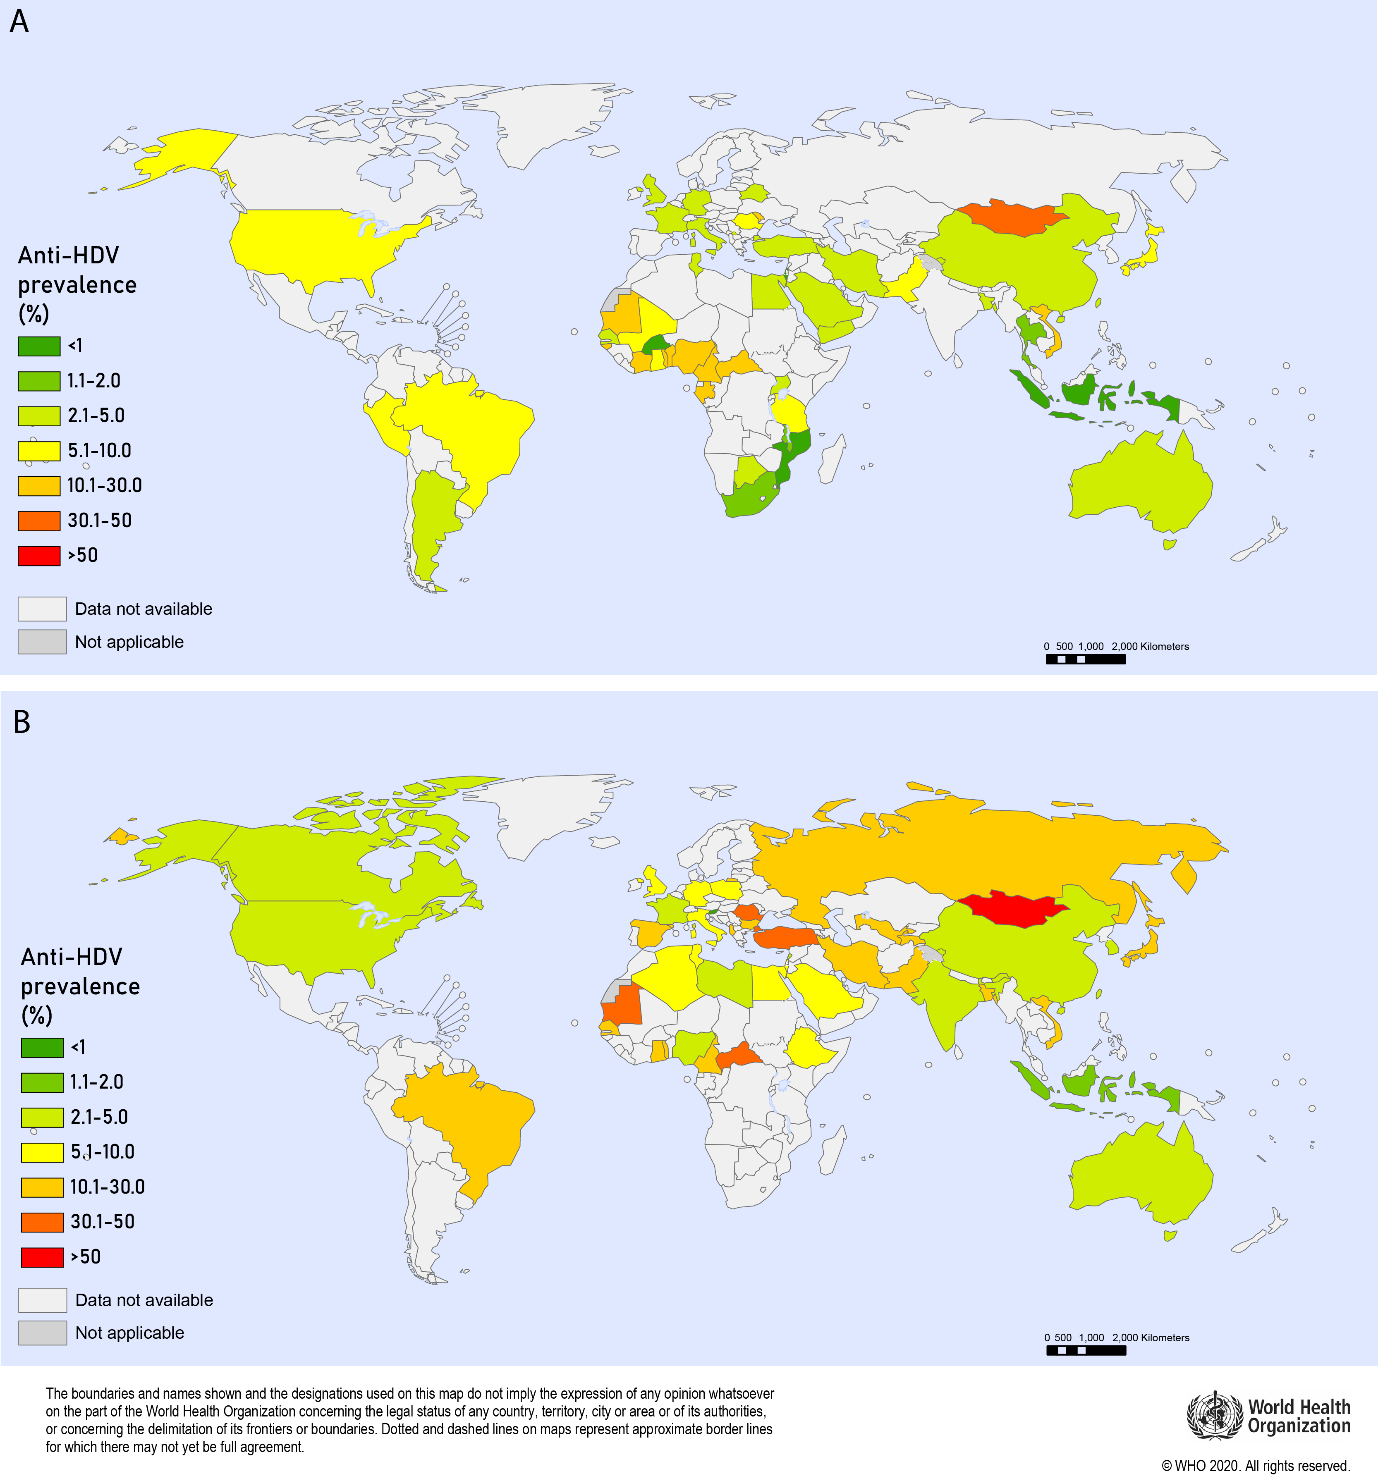 A
Anti-HDV
prevalence
(%)
<1
1.1–2.0
2.1–5.0
5.1–10.0
10.1–30.0
30.1–50
>50
Data not available
Not applicable
0 500 1,000 2,000 Kilometers
B
Anti-HDV
prevalence
(%)
<1
1.1–2.0
2.1–5.0
5.1–10.0
10.1–30.0
30.1–50
>50
Data not available
Not applicable
0 500 1,000 2,000 Kilometers
The boundaries and names shown and the designations used on this map do not imply the expression of any opinion whatsoever
on the part of the World Health Organization concerning the legal status of any country, territory, city or area or of its authorities,
or concerning the delimitation of its frontiers or boundaries. Dotted and dashed lines on maps represent approximate border lines
for which there may not yet be full agreement.
World Health
Organization
© WHO 2020. All rights reserved.